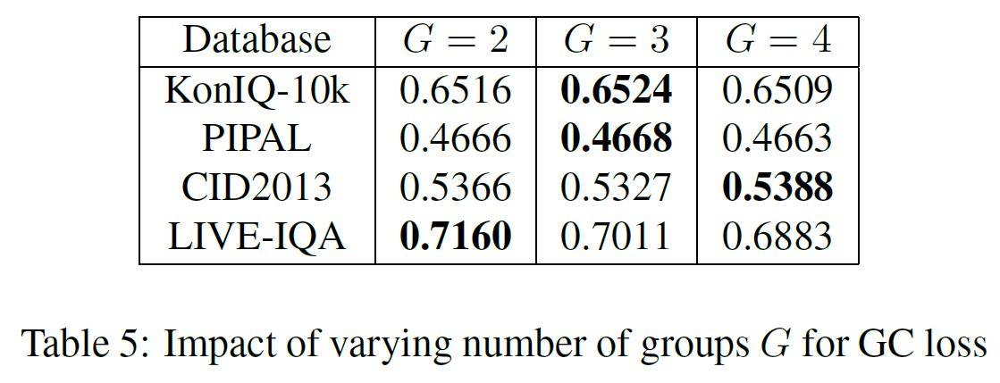 Database G = 2 G = 3 G = 4
KonIQ-10k 0.6516 0.6524 0.6509
PIPAL 0.4666 0.4668 0.4663
CID2013 0.5366 0.5327 0.5388
LIVE-IQA 0.7160 0.7011 0.6883
Table 5: Impact of varying number of groups G for GC loss